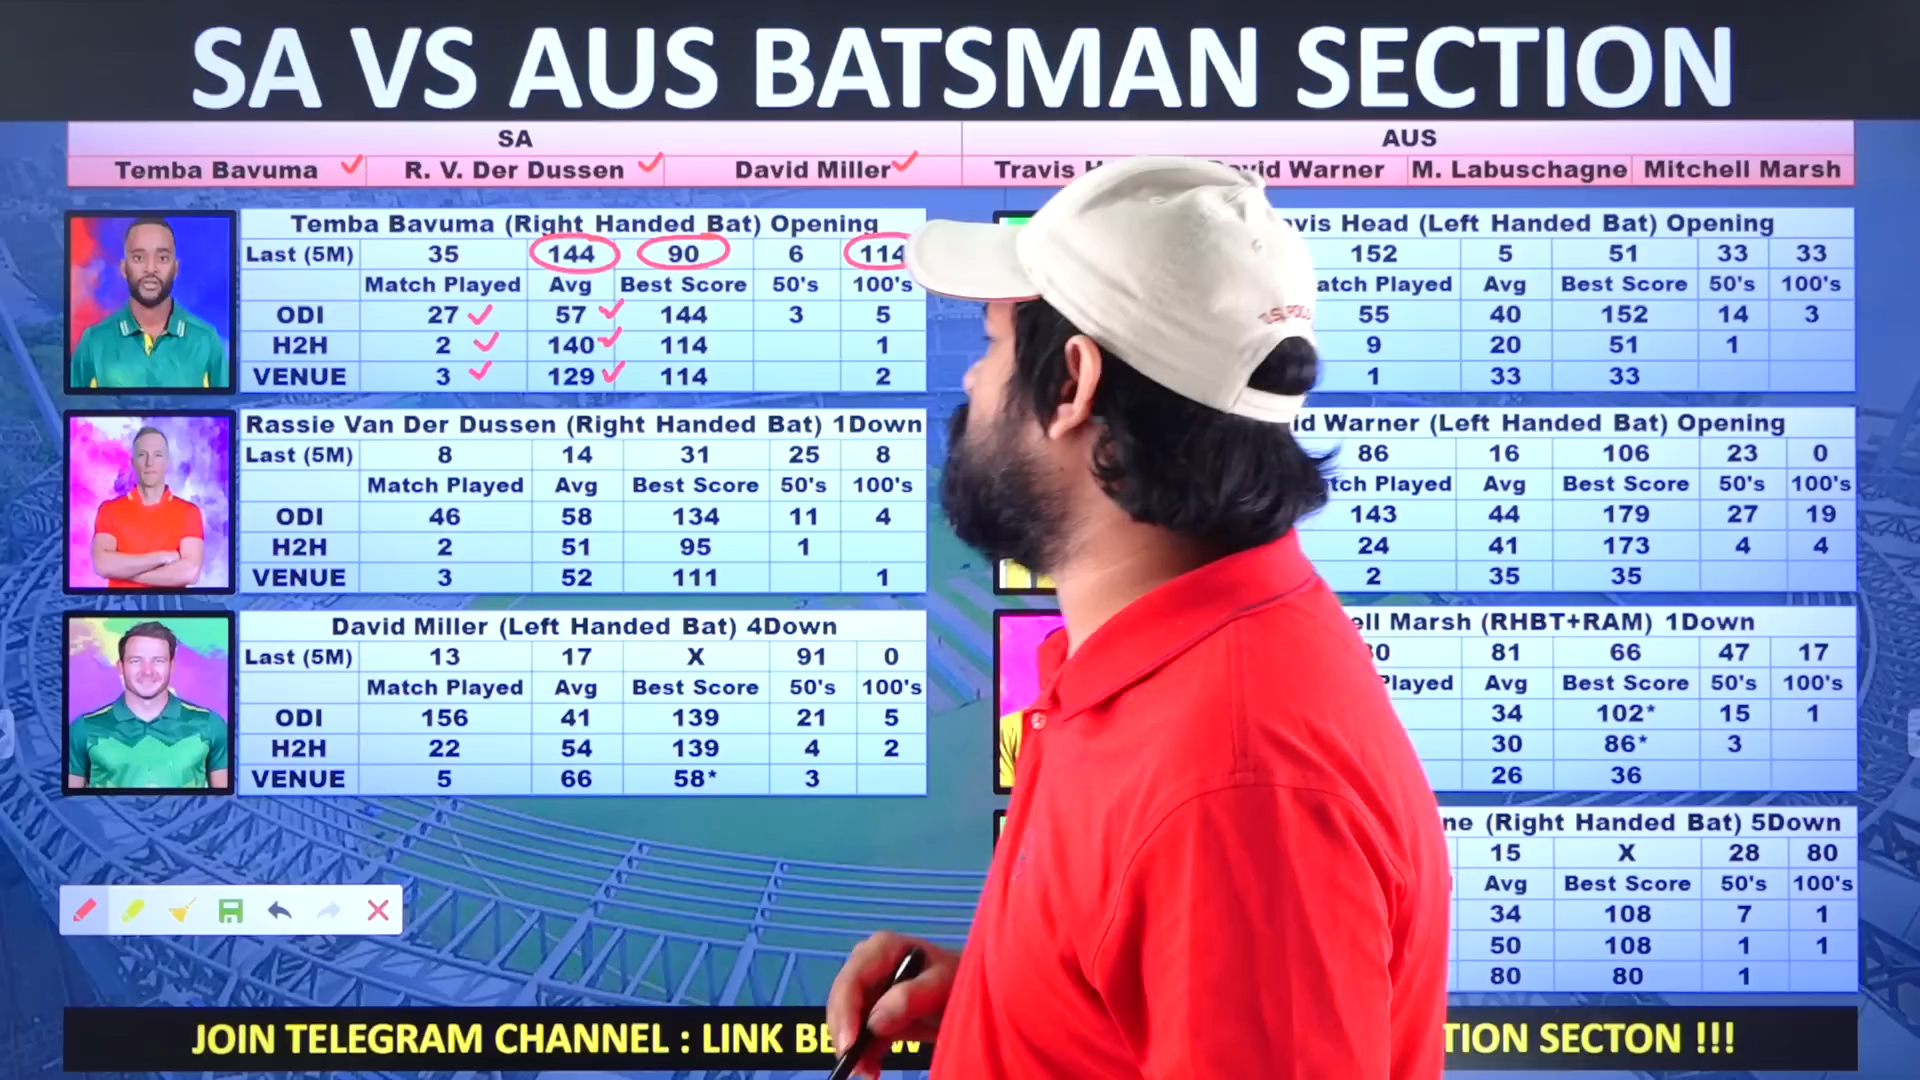 SA VS AUS BATSMAN SECTION
SA AUS
Temba Bavuma R. V. Der Dussen David Miller Travis Warner M. Labuschagne Mitchell Marsh
Temba Bavuma (Right Handed Bat) Opening
Last (5M) 35 144 90 6 114
Match Played Avg Best Score 50's 100's
ODI 27 57 144 3 5
H2H 2 140 114 1
VENUE 3 129 114 2
Rassie Van Der Dussen (Right Handed Bat) 1Down
Last (5M) 8 14 31 25 8
Match Played Avg Best Score 50's 100's
ODI 46 58 134 11 4
H2H 2 51 95 1
VENUE 3 52 111 1
David Miller (Left Handed Bat) 4Down
Last (5M) 13 17 X 91 0
Match Played Avg Best Score 50's 100's
ODI 156 41 139 21 5
H2H 22 54 139 4 2
VENUE 5 66 58* 3
Head (Left Handed Bat) Opening
152 5 51 33 33
Played Avg Best Score 50's 100's
55 40 152 14 3
9 20 51 1
1 33 33
Warner (Left Handed Bat) Opening
86 16 106 23 0
Played Avg Best Score 50's 100's
143 44 179 27 19
24 41 173 4 4
2 35 35
Marsh (RHBT+RAM) 1Down
81 66 47 17
Avg Best Score 50's 100's
34 102* 15 1
30 86* 3
26 36
(Right Handed Bat) 5Down
15 X 28 80
Avg Best Score 50's 100's
34 108 7 1
50 108 1 1
80 80 1
JOIN TELEGRAM CHANNEL : LINK SECTON !!!